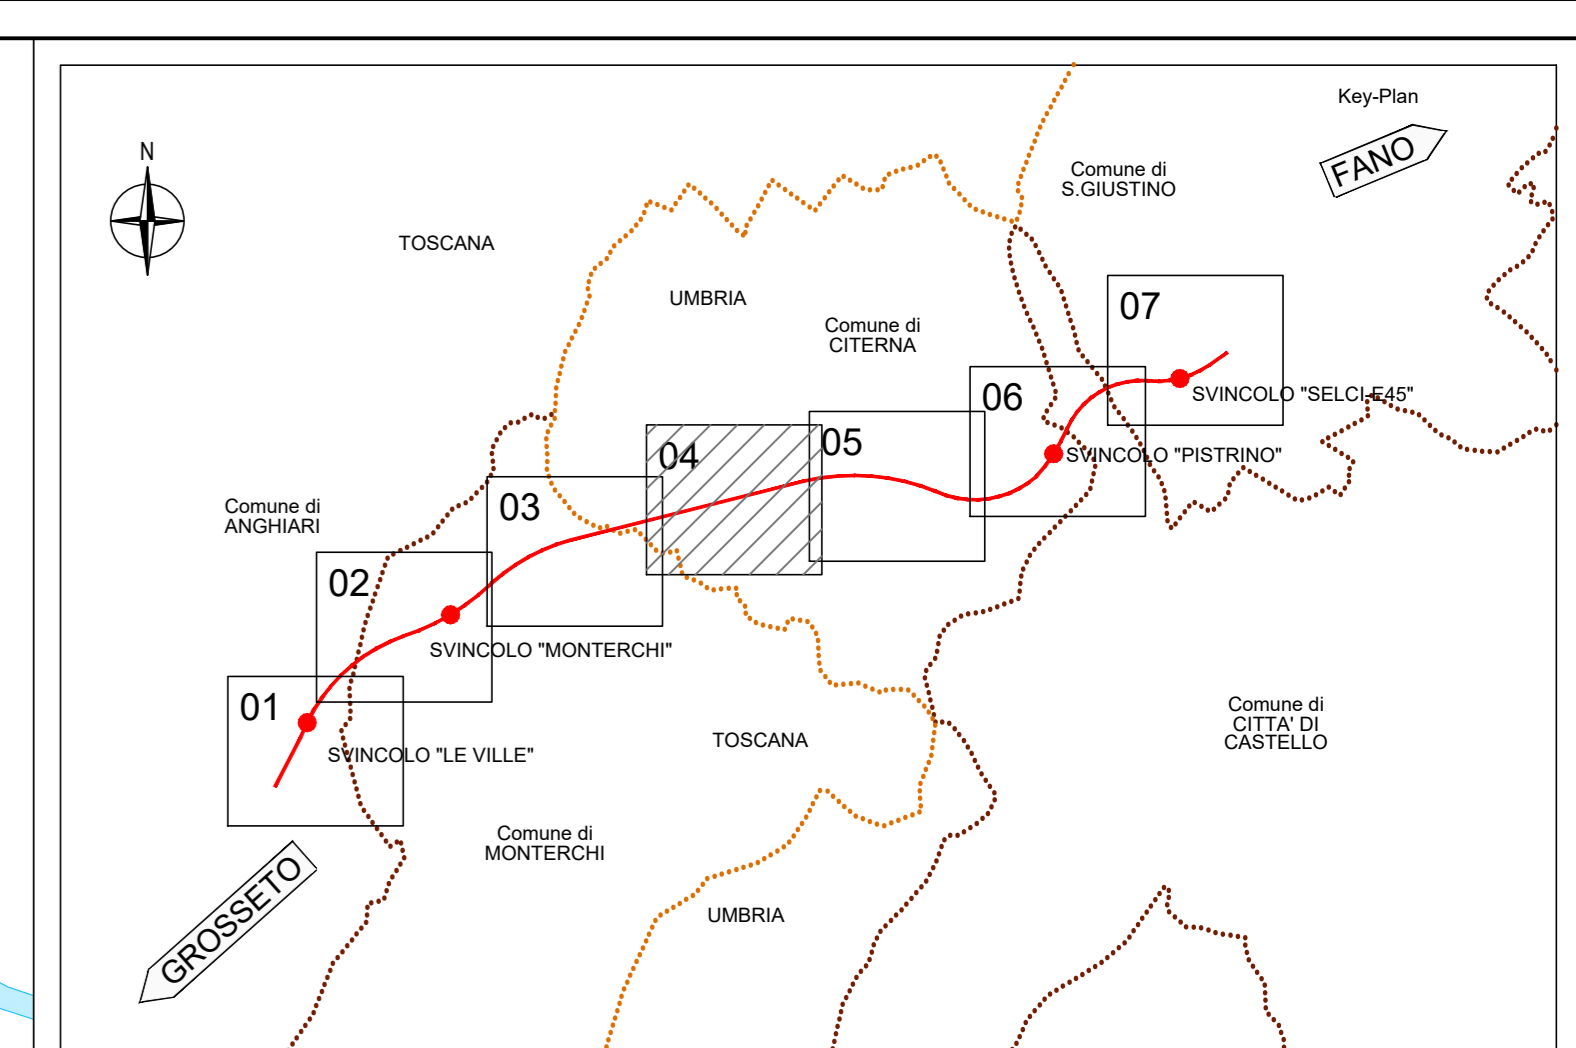 Key-Plan
N
FANO
Comune di
S.GIUSTINO
TOSCANA
UMBRIA
Comune di
CITERNA
07
SVINCOLO "SELCI-E45"
06
05
04
SVINCOLO "PISTRINO"
03
Comune di
ANGHIARI
02
SVINCOLO "MONTERCHI"
01
SVINCOLO "LE VILLE"
TOSCANA
Comune di
CITTA' DI
CASTELLO
Comune di
MONTERCHI
UMBRIA
GROSSETO